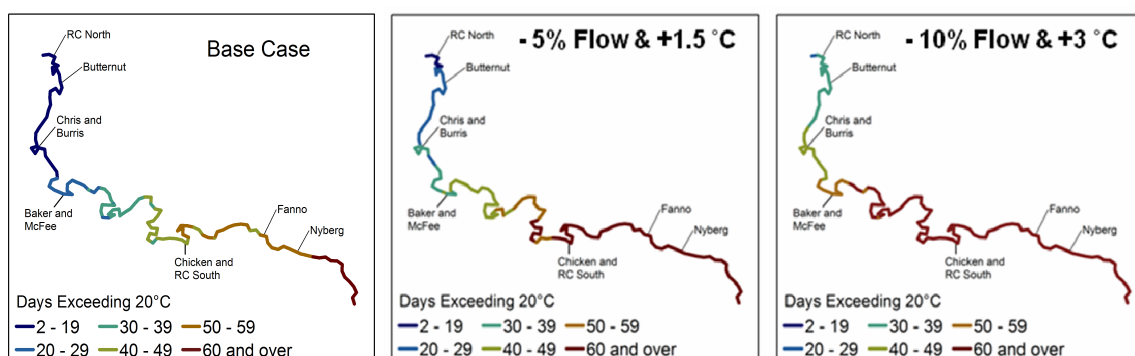 RC North
Base Case
Butternut
Chris and
Burris
Baker and
McFee
Fanno
Nyberg
Chicken and
RC South
Days Exceeding 20°C
2 - 19
30 - 39
50 - 59
20 - 29
40 - 49
60 and over
- 5% Flow & +1.5 °C
RC North
Butternut
Chris and
Burris
Baker and
McFee
Fanno
Nyberg
Chicken and
RC South
Days Exceeding 20°C
2 - 19
30 - 39
50 - 59
20 - 29
40 - 49
60 and over
- 10% Flow & +3 °C
RC North
Butternut
Chris and
Burris
Baker and
McFee
Fanno
Nyberg
Chicken and
RC South
Days Exceeding 20°C
2 - 19
30 - 39
50 - 59
20 - 29
40 - 49
60 and over